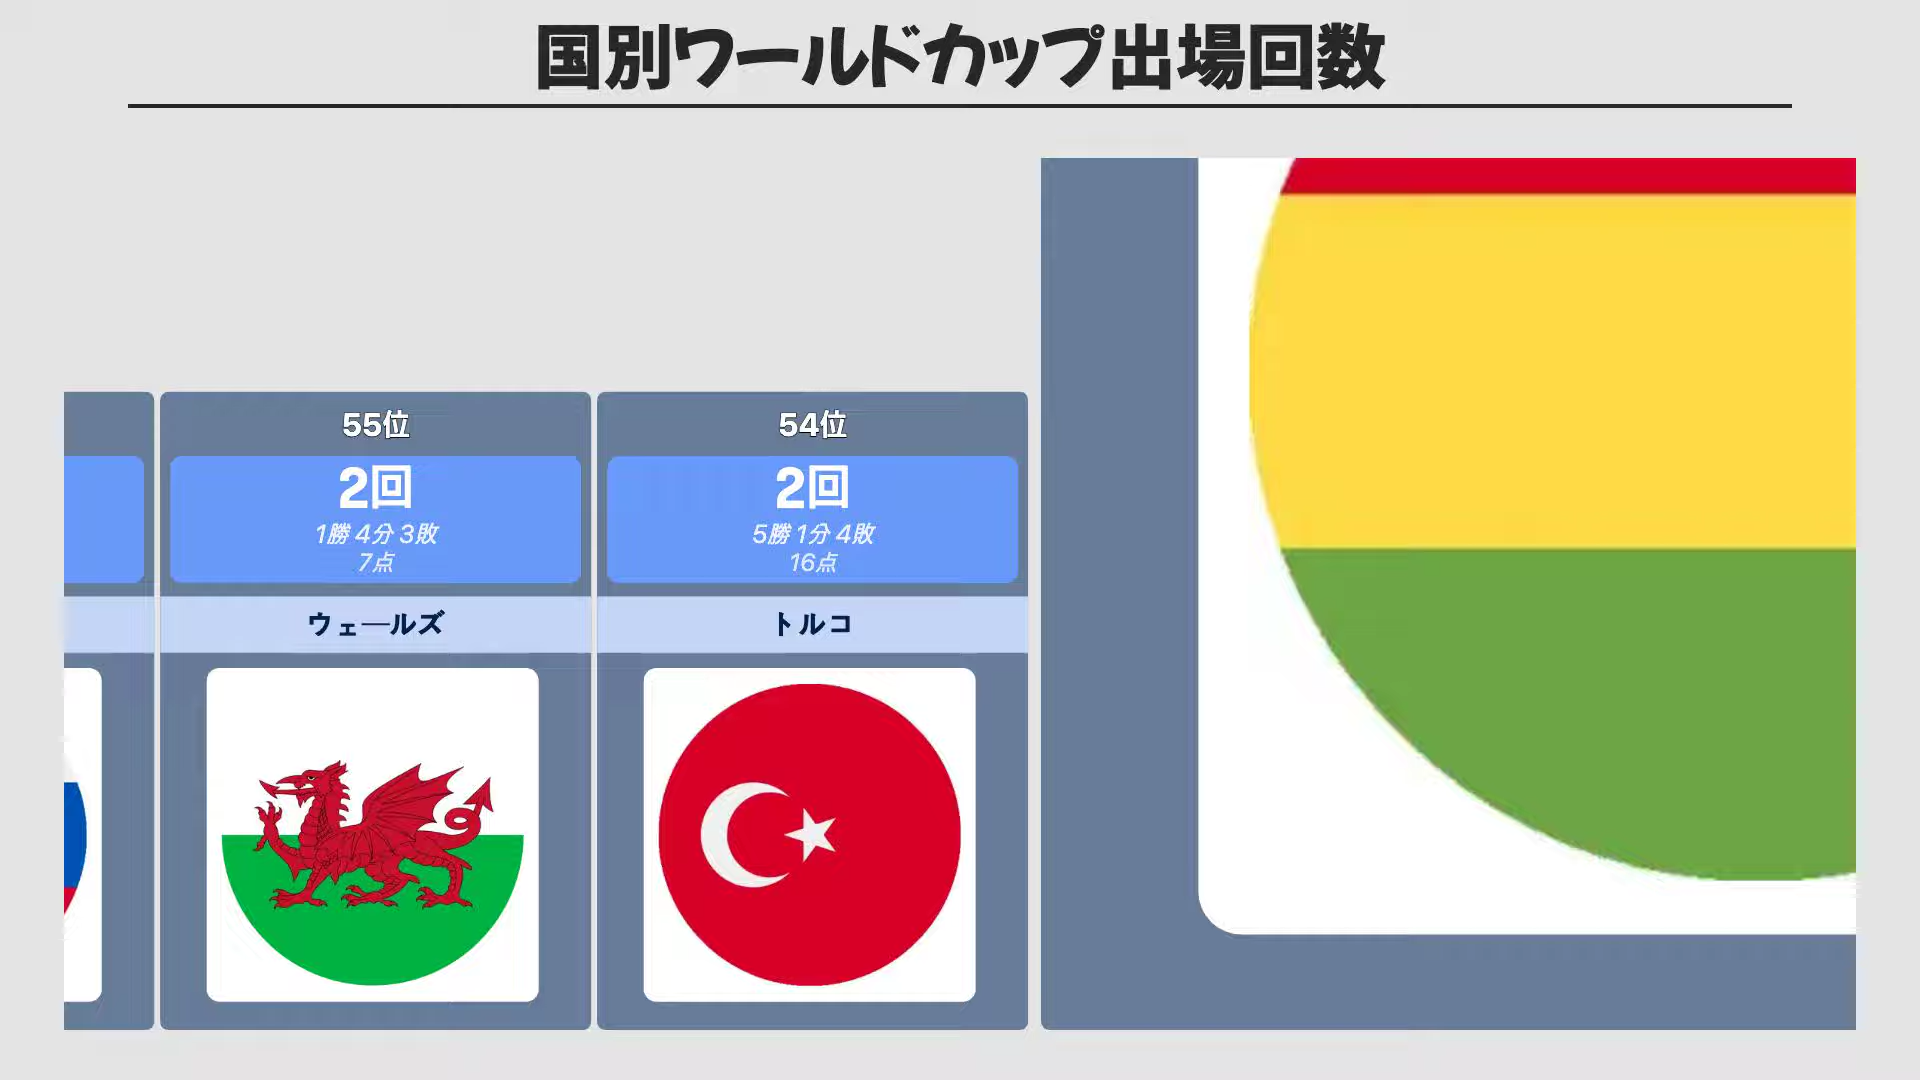 国別ワールドカップ出場回数
55位
2回
1勝 4分 3敗
7点
ウェールズ
54位
2回
5勝 1分 4敗
16点
トルコ